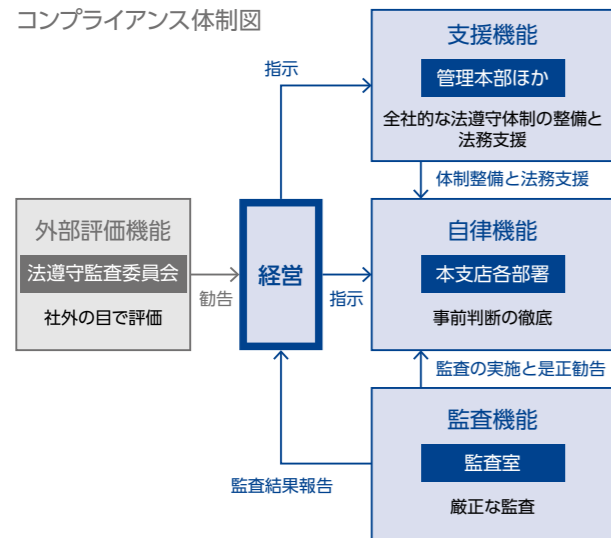 コンプライアンス体制図
支援機能
管理本部ほか
全社的な法遵守体制の整備と
法務支援
指示
体制整備と法務支援
外部評価機能
法遵守監査委員会
社外の目で評価
勧告
経営
指示
自律機能
本支店各部署
事前判断の徹底
監査の実施と是正勧告
監査機能
監査室
厳正な監査
監査結果報告